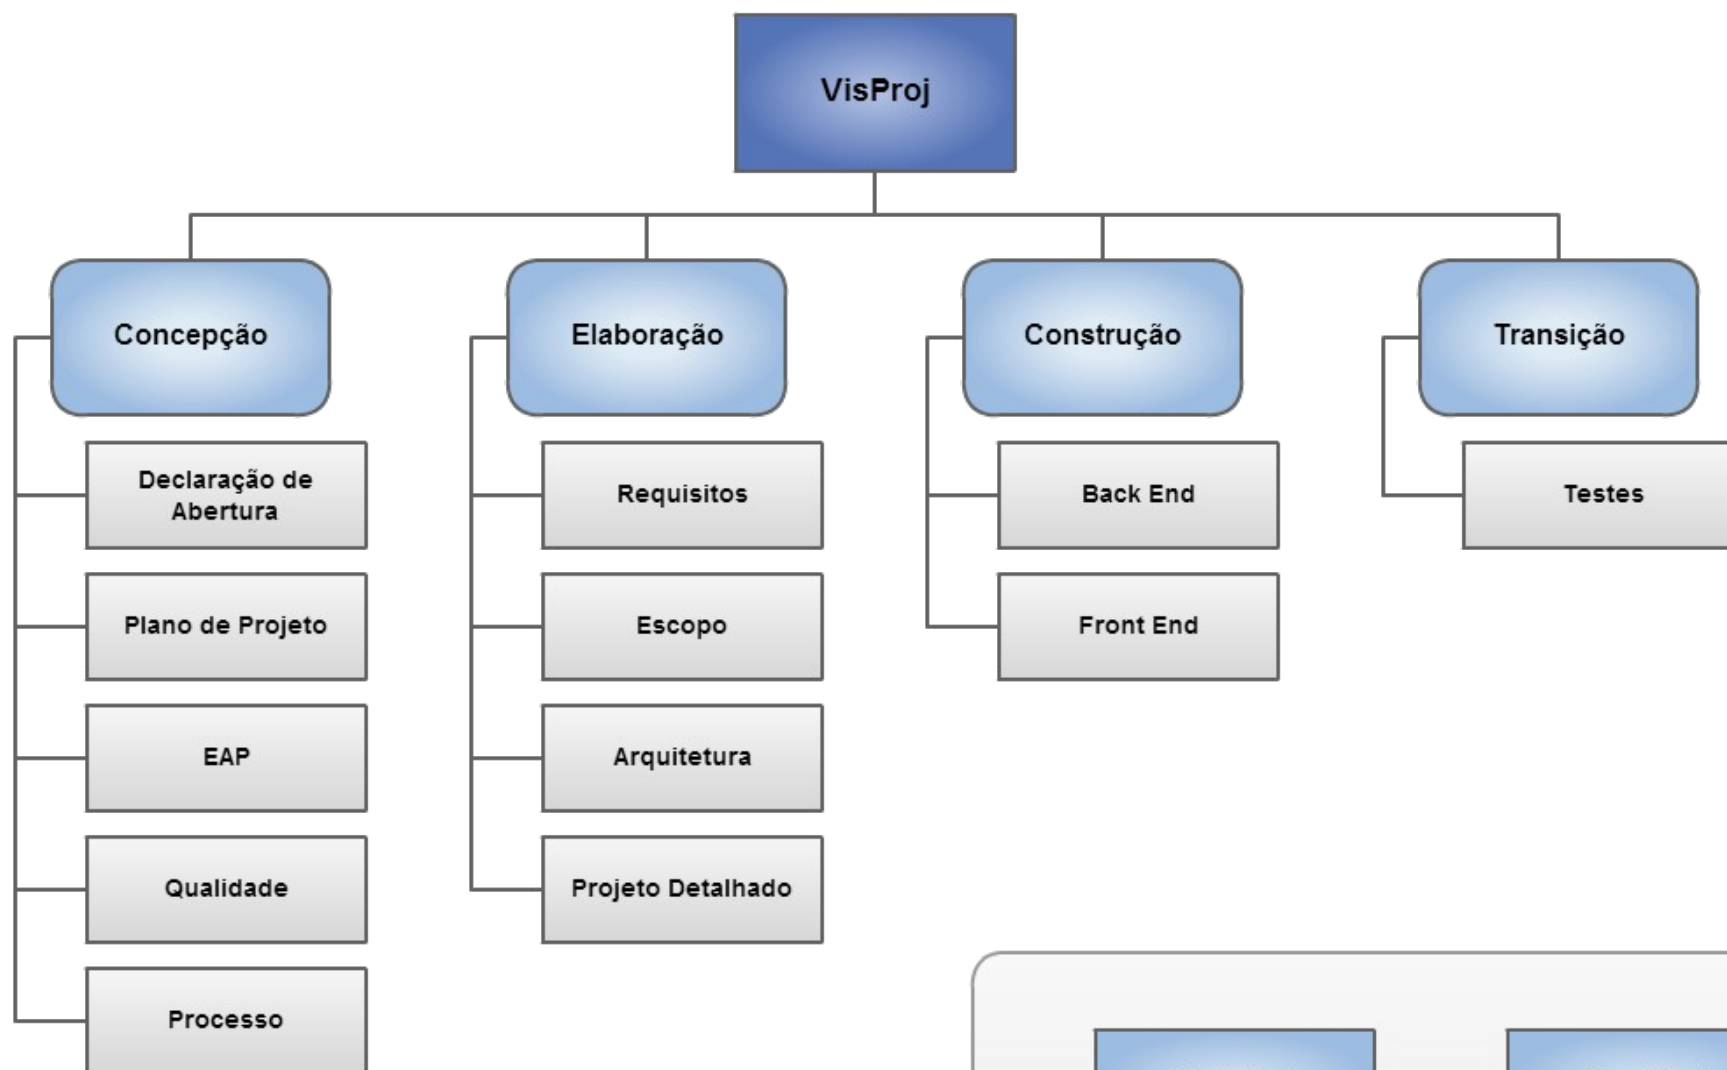 VisProj
Concepção
Elaboração
Construção
Transição
Declaração de
Abertura
Requisitos
Back End
Testes
Plano de Projeto
Escopo
Front End
EAP
Arquitetura
Qualidade
Projeto Detalhado
Processo